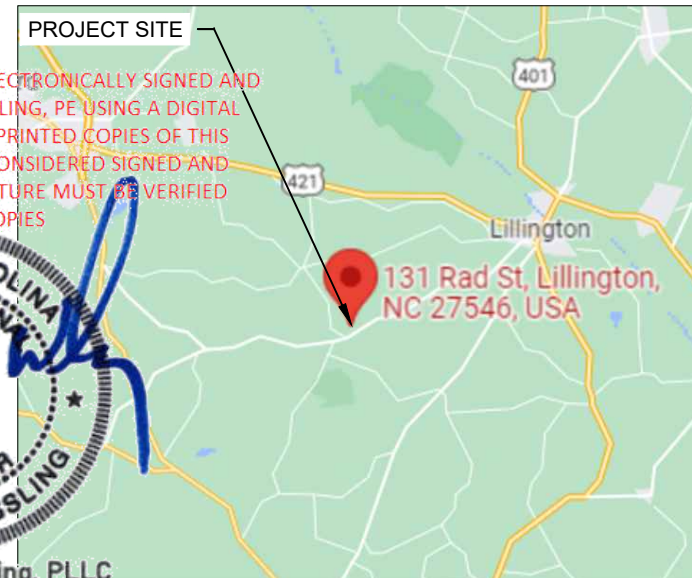 PROJECT SITE
ECTRONICALLY SIGNED AND
LING, PE USING A DIGITAL
PRINTED COPIES OF THIS
ONSIDERED SIGNED AND
TURE MUST BE VERIFIED
OPIES
401
421
Lillington
131 Rad St, Lillington,
NC 27546, USA
OLINA
SSLING
ing, PLLC